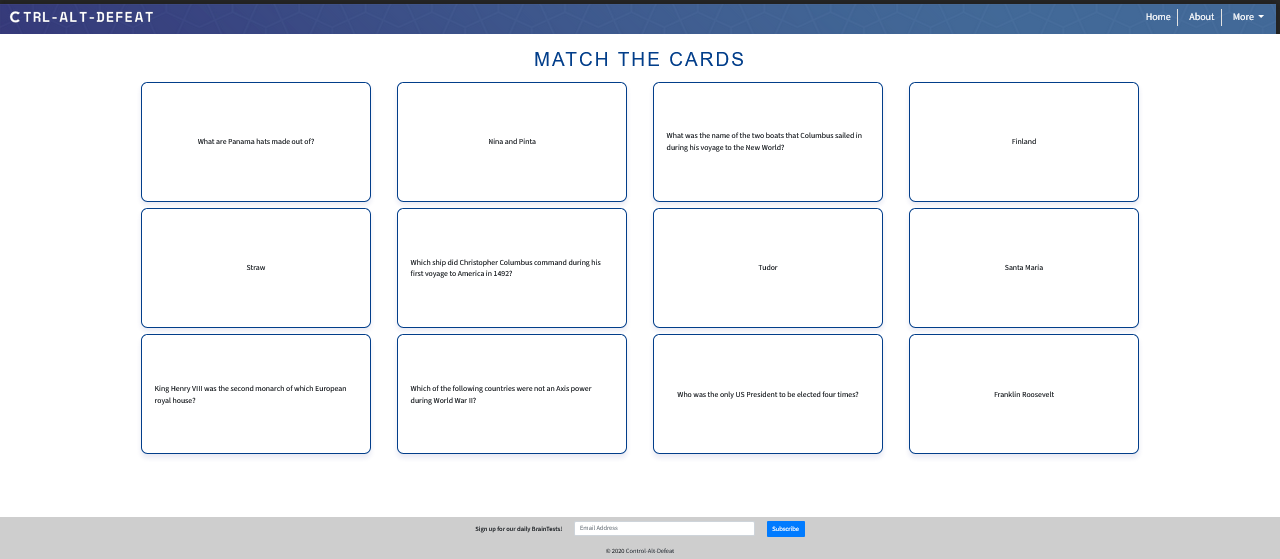 CTRL-ALT-DEFEAT
Home
About
More
MATCH THE CARDS
What are Panama hats made out of?
Nina and Pinta
What was the name of the two boats that Columbus sailed in
during his voyage to the New World?
Finland
Straw
Which ship did Christopher Columbus command during his
first voyage to America in 1492?
Tudor
Santa Maria
King Henry VIII was the second monarch of which European
royal house?
Which of the following countries were not an Axis power
during World War II?
Who was the only US President to be elected four times?
Franklin Roosevelt
Sign up for our daily BrainTests!
Email Address
Subscribe
© 2020 Control-Alt-Defeat